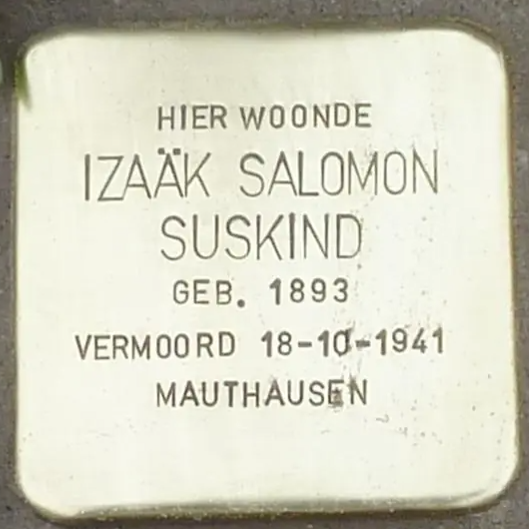 HIER WOONDE
IZAÄK SALOMON
SUSKIND
GEB. 1893
VERMOORD 18-10-1941
MAUTHAUSEN